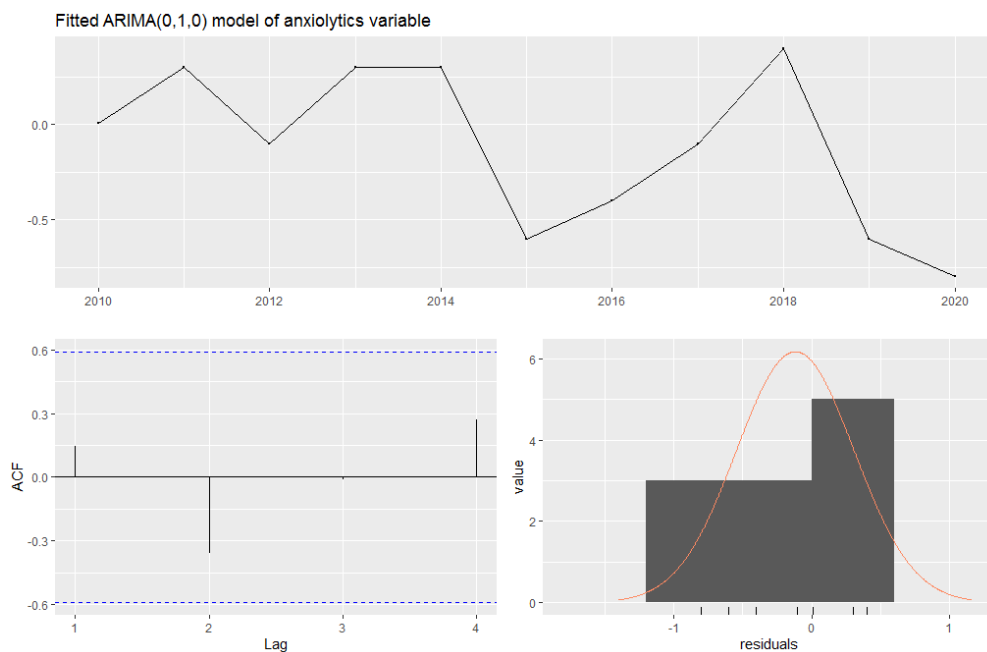 Fitted ARIMA(0,1,0) model of anxiolytics variable
0.0
-0.5
2010 2012 2014 2016 2018 2020
ACF
0.6
0.3
0.0
-0.3
-0.6
1 2 3 4
Lag
value
6
4
2
0
-1 0 1
residuals